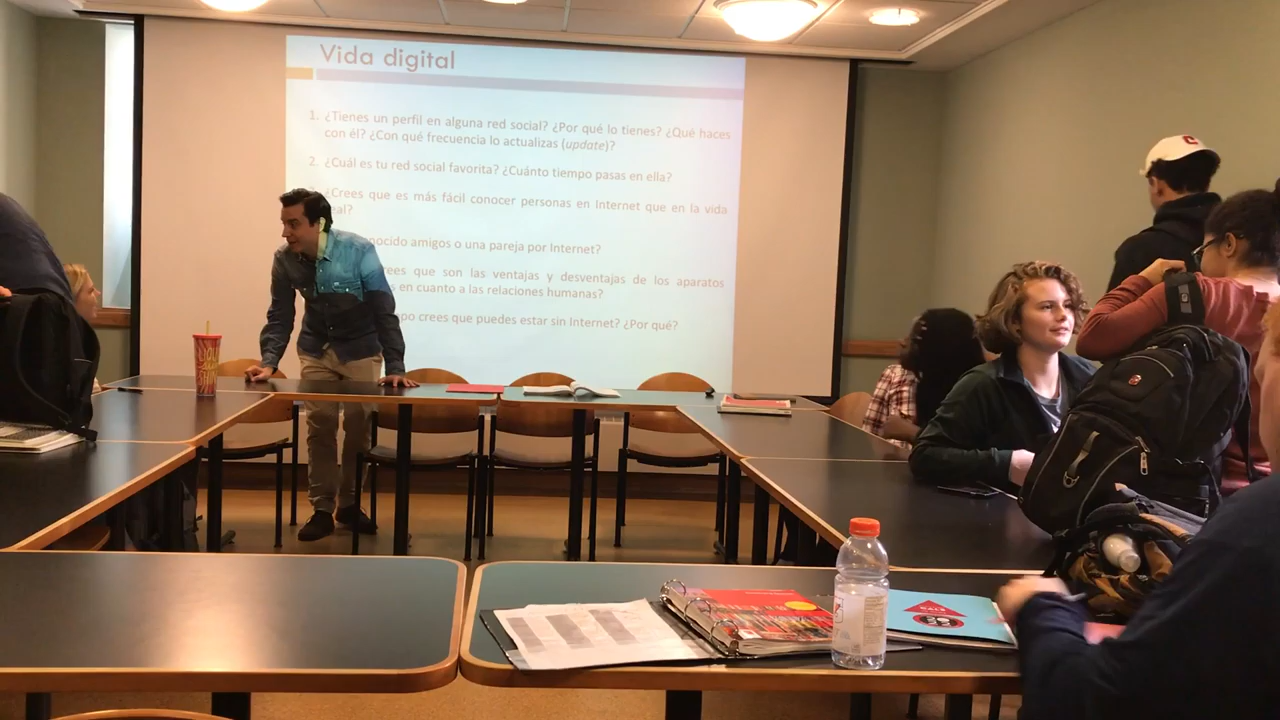 Vida digital
1. ¿Tienes un perfil en alguna red social? ¿Por qué lo tienes? ¿Qué haces
con él? ¿Con qué frecuencia lo actualizas (update)?
2. ¿Cuál es tu red social favorita? ¿Cuánto tiempo pasas en ella?
¿Crees que es más fácil conocer personas en Internet que en la vida
amigos o una pareja por Internet?
que son las ventajas y desventajas de los aparatos
en cuanto a las relaciones humanas?
crees que puedes estar sin Internet? ¿Por qué?